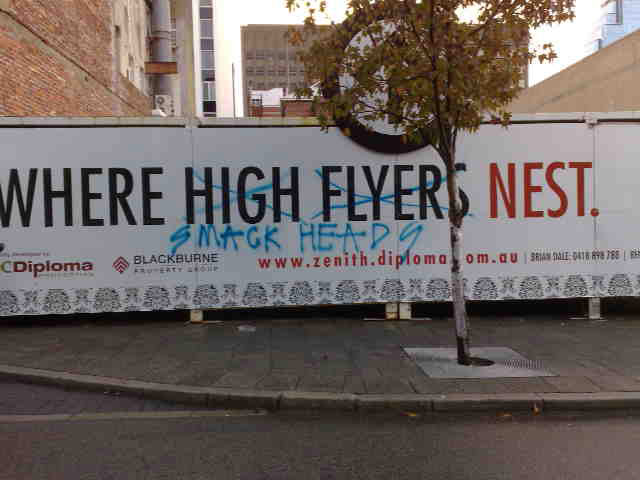 WHERE HIGH FLYERS NEST.
SMACK HEADS
Diploma
BLACKBURNE
PROPERTY GROUP
www.zenith.diploma.com.au | BRIAN DALE: 0418 898 780 |